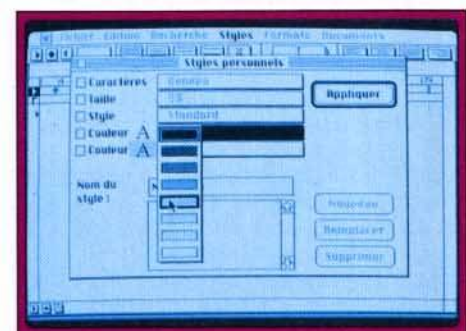 Fichier Edition Recherche Styles Formats Documents
Styles personnels
Caractères Geneva
Taille
Style Standard
Couleur A
Couleur A
Appliquer
Nom du
style :
Nouveau
Remplacer
Supprimer